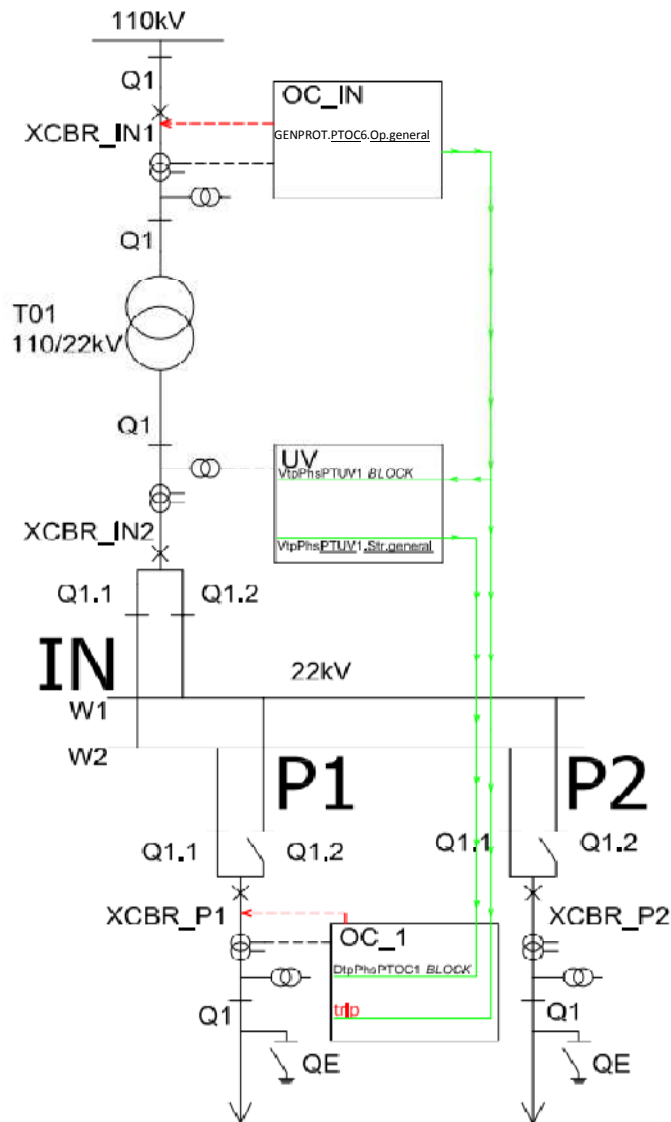 110kV
Q1
OC_IN
XCBR_IN1
GENPROT.PTOC6.Op.general
Q1
T01
110/22kV
Q1
UV
VtpPhsPTUV1 BLOCK
XCBR_IN2
VtpPhsPTUV1.Str.general
Q1.1
Q1.2
IN
22kV
W1
W2
P1
P2
Q1.1
Q1.2
Q1.1
Q1.2
XCBR_P1
XCBR_P2
OC_1
DtpPhsPTOC1 BLOCK
Q1
trip
Q1
QE
QE